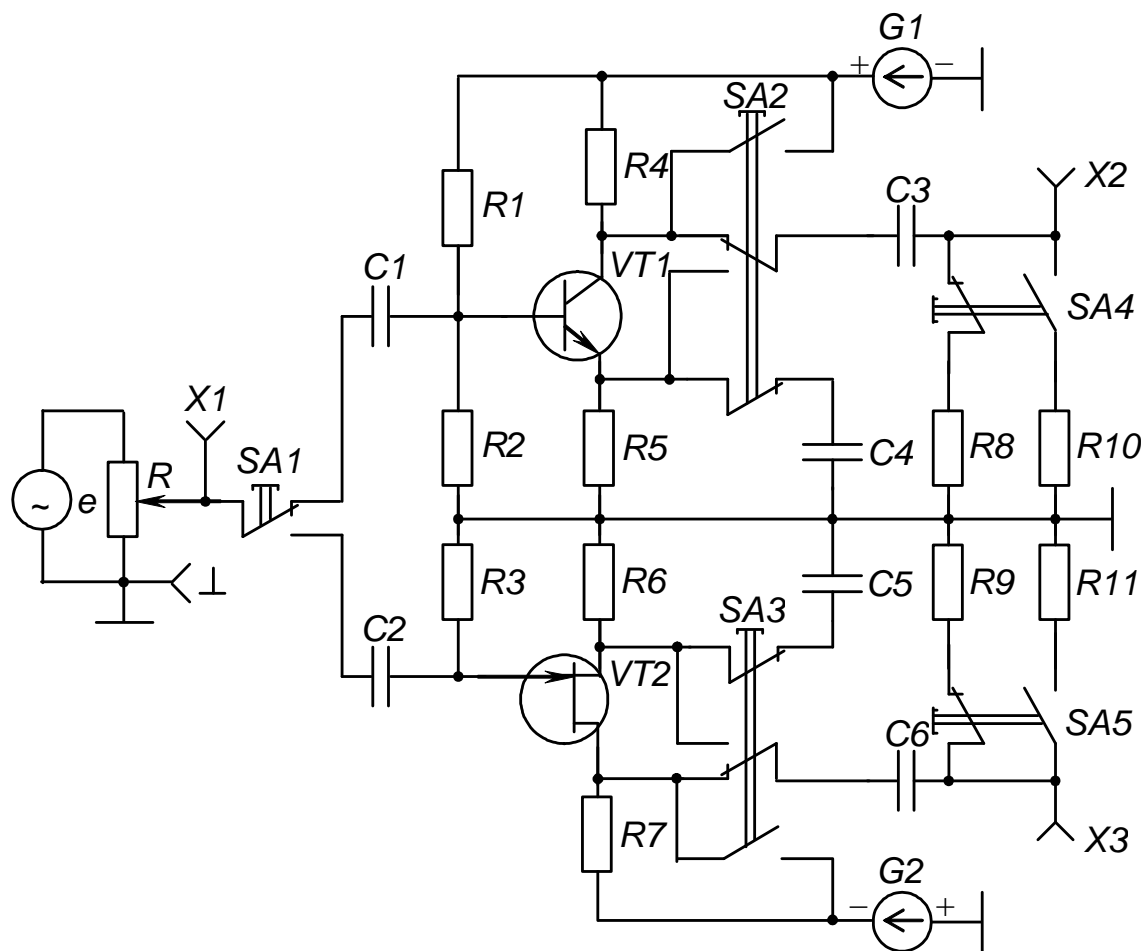 G1
+ −
SA2
R4
X2
C3
R1
VT1
C1
SA4
X1
R
SA1
R2
R5
C4
R8
R10
~
e
⊥
R3
R6
C5
R9
R11
SA3
C2
VT2
SA5
C6
R7
X3
G2
− +